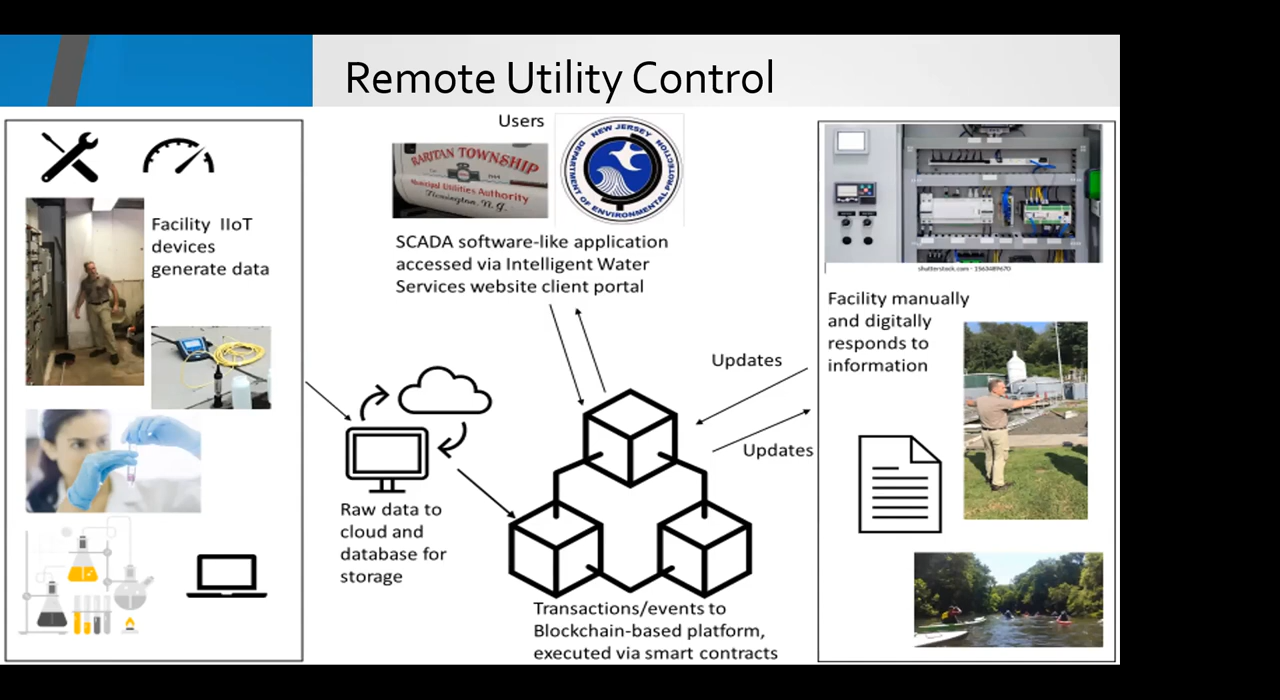 Remote Utility Control
Facility IIoT
devices
generate data
Users
RARITAN TOWNSHIP
Municipal Utilities Authority
Flemington, N. J.
NEW JERSEY
DEPARTMENT OF ENVIRONMENTAL PROTECTION
SCADA software-like application
accessed via Intelligent Water
Services website client portal
Raw data to
cloud and
database for
storage
Transactions/events to
Blockchain-based platform,
executed via smart contracts
Updates
Updates
shutterstock.com · 1563489670
Facility manually
and digitally
responds to
information